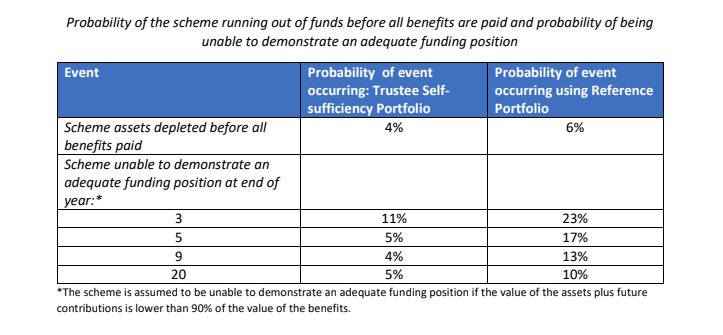 Probability of the scheme running out of funds before all benefits are paid and probability of being
unable to demonstrate an adequate funding position
Event
Probability of event
occurring: Trustee Self-
sufficiency Portfolio
Probability of event
occurring using Reference
Portfolio
Scheme assets depleted before all
benefits paid
4%
6%
Scheme unable to demonstrate an
adequate funding position at end of
year:*
3
11%
23%
5
5%
17%
9
4%
13%
20
5%
10%
*The scheme is assumed to be unable to demonstrate an adequate funding position if the value of the assets plus future
contributions is lower than 90% of the value of the benefits.